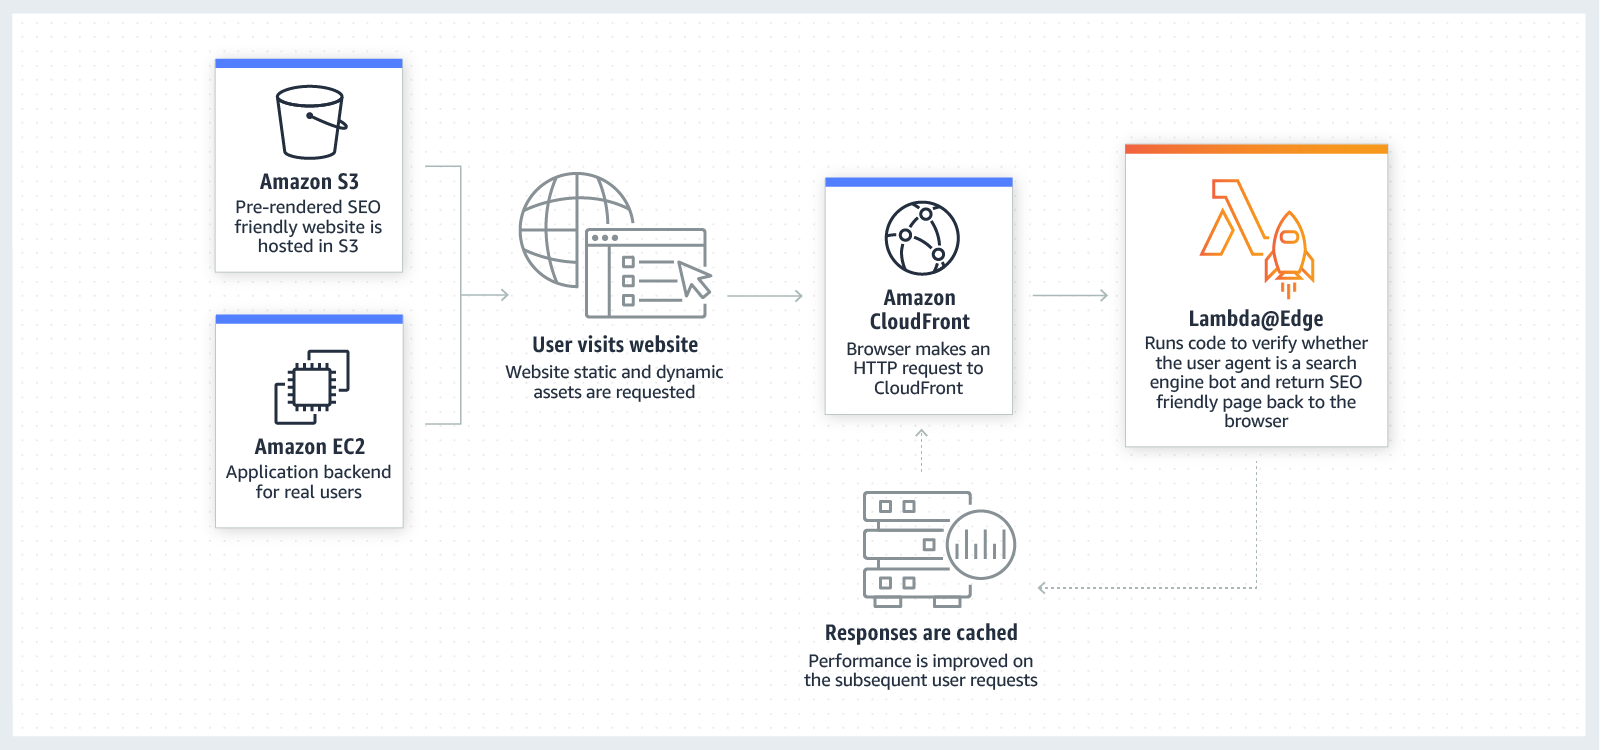 Amazon S3
Pre-rendered SEO
friendly website is
hosted in S3
Amazon EC2
Application backend
for real users
User visits website
Website static and dynamic
assets are requested
Amazon
CloudFront
Browser makes an
HTTP request to
CloudFront
Lambda@Edge
Runs code to verify whether
the user agent is a search
engine bot and return SEO
friendly page back to the
browser
Responses are cached
Performance is improved on
the subsequent user requests